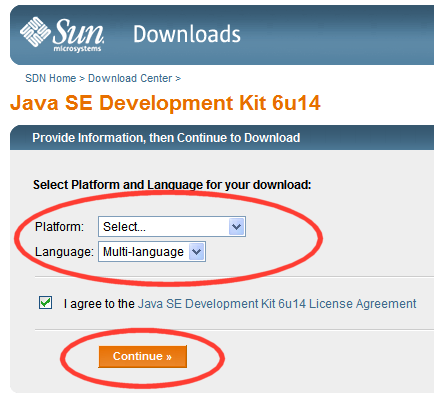 Sun Downloads
microsystems
SDN Home > Download Center >
Java SE Development Kit 6u14
Provide Information, then Continue to Download
Select Platform and Language for your download:
Platform: Select...
Language: Multi-language
I agree to the Java SE Development Kit 6u14 License Agreement
Continue »